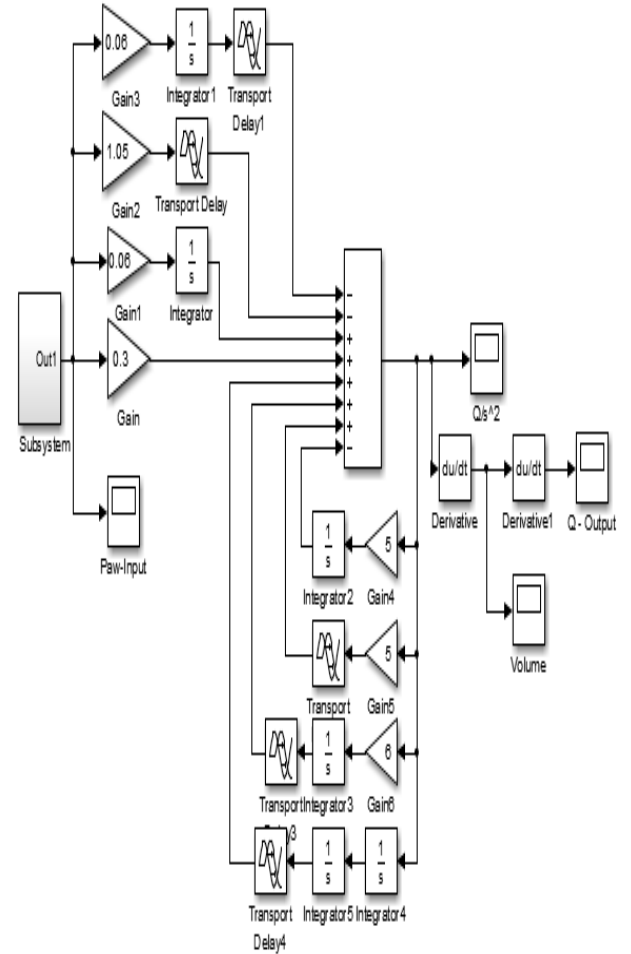 0.06
1
s
Gain3
Integrator1
Transport
Delay1
1.05
Gain2
Transport Delay
0.06
1
s
Gain1
Integrator
Out1
Subsystem
0.3
Gain
Paw-Input
−
−
+
+
+
+
+
−
Q/s^2
du/dt
Derivative
du/dt
Derivative1
Q - Output
Volume
1
s
Integrator2
5
Gain4
Transport
5
Gain5
Transport
1
s
Integrator3
6
Gain6
Transport
Delay4
1
s
Integrator5
1
s
Integrator4